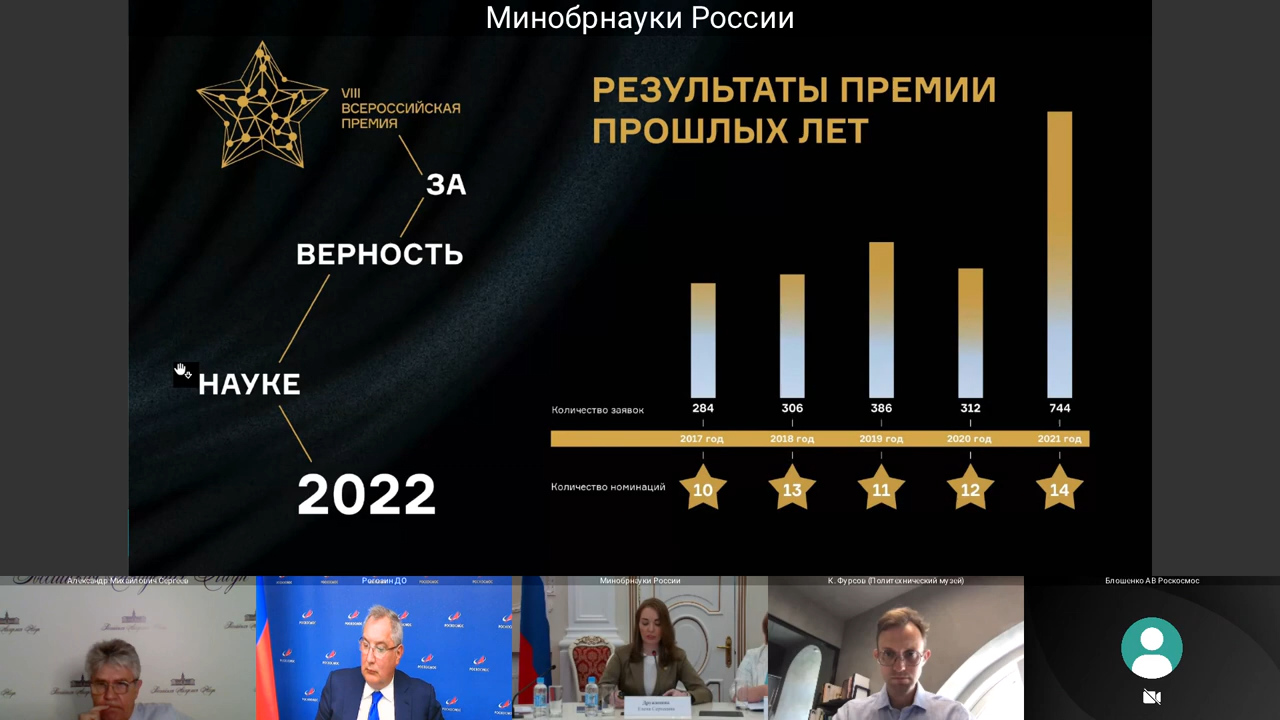 Минобрнауки России
VIII
ВСЕРОССИЙСКАЯ
ПРЕМИЯ
ЗА
ВЕРНОСТЬ
НАУКЕ
2022
РЕЗУЛЬТАТЫ ПРЕМИИ
ПРОШЛЫХ ЛЕТ
Количество заявок 284 306 386 312 744
2017 год 2018 год 2019 год 2020 год 2021 год
Количество номинаций 10 13 11 12 14
Александр Михайлович Сергеев
Рогозин ДО
Минобрнауки России
К. Фурсов (Политехнический музей)
Блошенко АВ Роскосмос
РОСКОСМОС